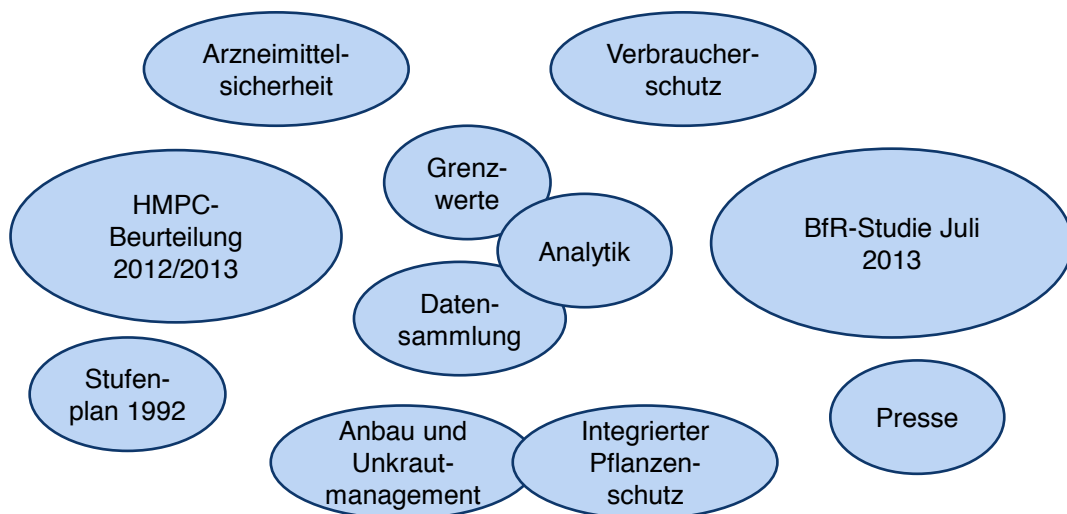 Arzneimittel-
sicherheit
Verbraucher-
schutz
Grenz-
werte
HMPC-
Beurteilung
2012/2013
Analytik
BfR-Studie Juli
2013
Daten-
sammlung
Stufen-
plan 1992
Presse
Anbau und
Unkraut-
management
Integrierter
Pflanzen-
schutz